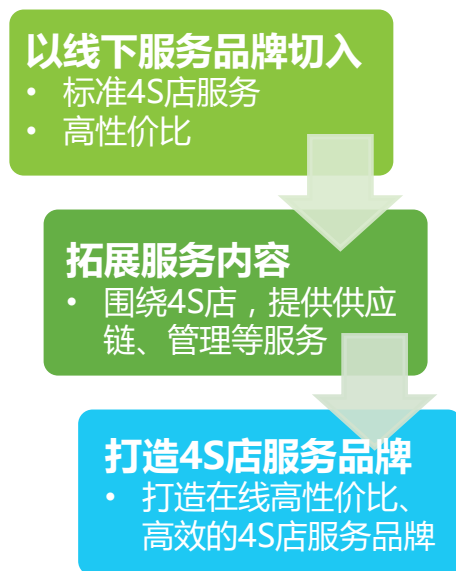 以线下服务品牌切入
• 标准4S店服务
• 高性价比
拓展服务内容
• 围绕4S店，提供供应
链、管理等服务
打造4S店服务品牌
• 打造在线高性价比、
高效的4S店服务品牌